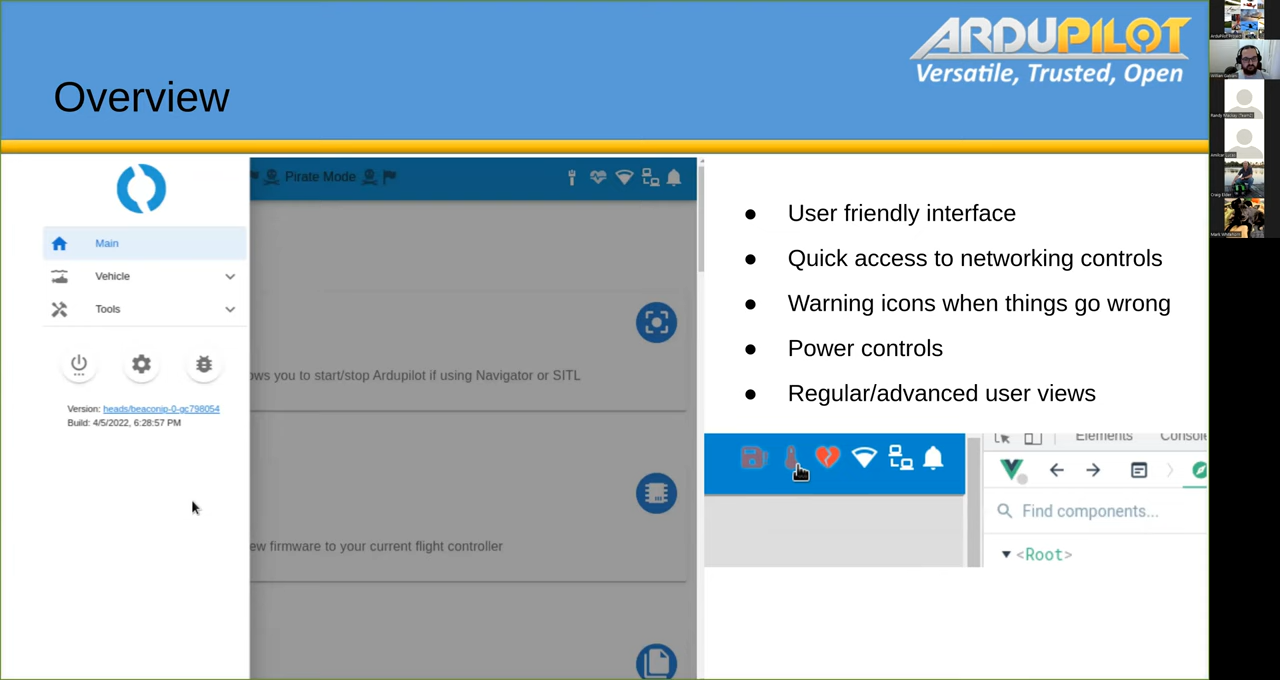 ARDUPILOT
Versatile, Trusted, Open
Overview
Pirate Mode
Main
Vehicle
Tools
Version: heads/beaconip-0-gc798054
Build: 4/5/2022, 6:28:57 PM
ows you to start/stop Ardupilot if using Navigator or SITL
ew firmware to your current flight controller
● User friendly interface
● Quick access to networking controls
● Warning icons when things go wrong
● Power controls
● Regular/advanced user views
Elements Console
Find components...
<Root>